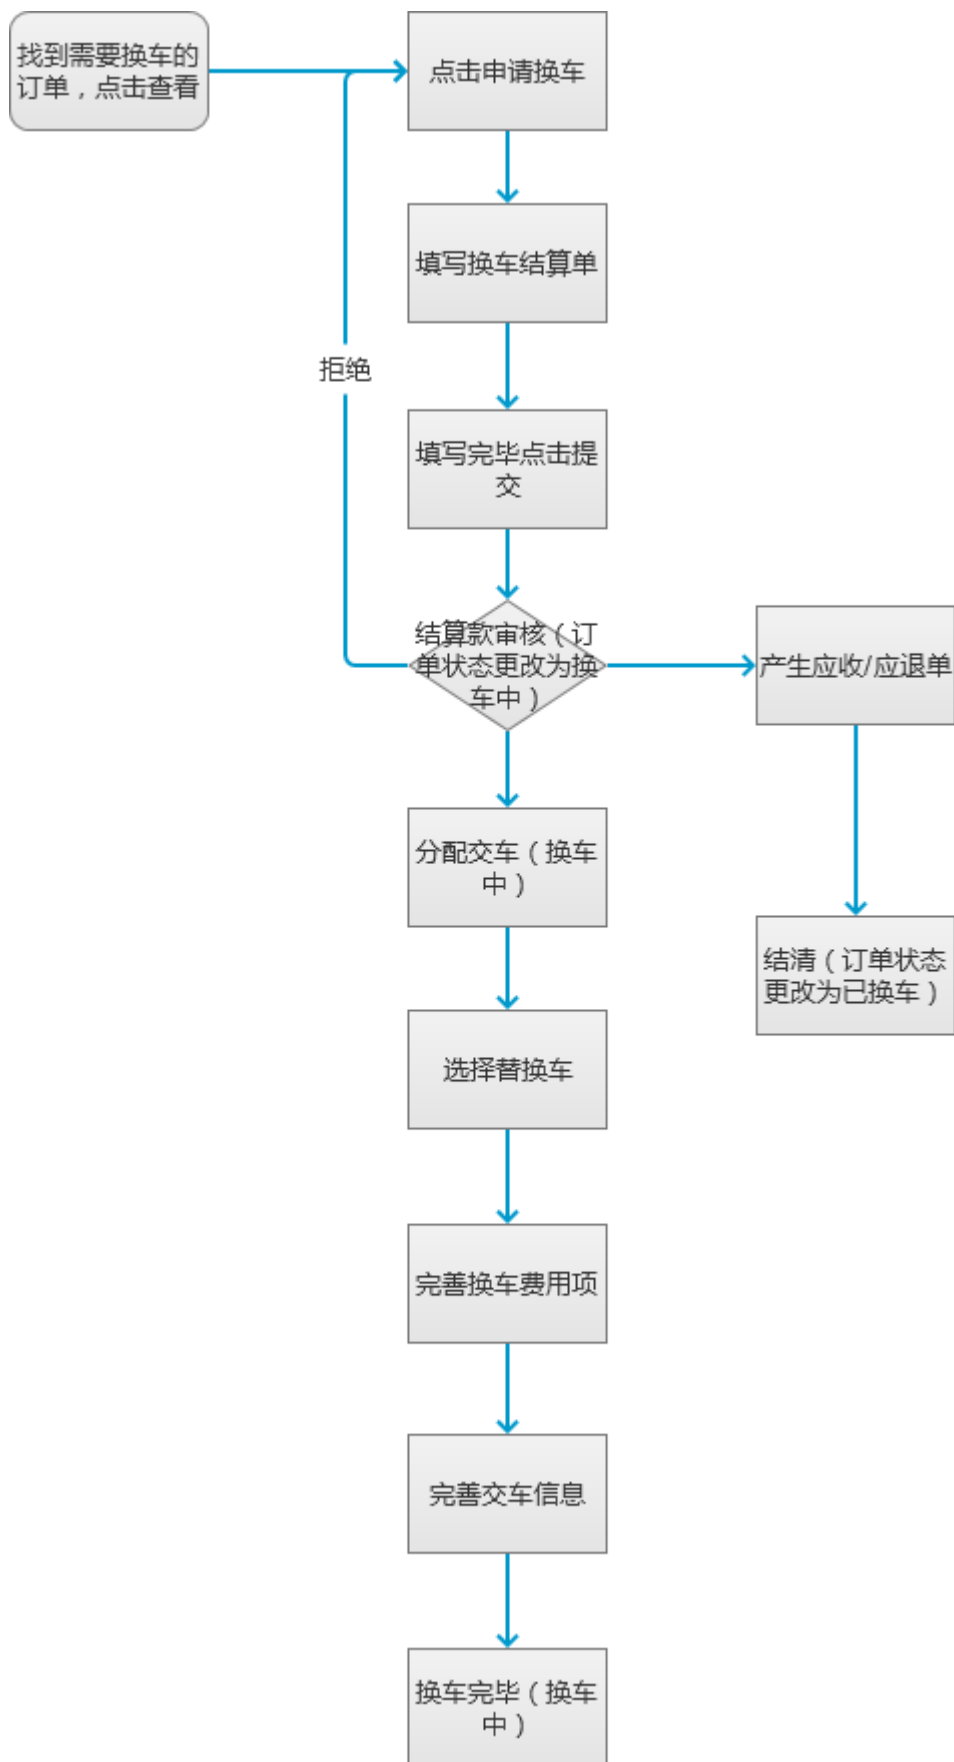 找到需要换车的
订单，点击查看
点击申请换车
填写换车结算单
拒绝
填写完毕点击提
交
结算款审核（订
单状态更改为换
车中）
产生应收/应退单
分配交车（换车
中）
结清（订单状态
更改为已换车）
选择替换车
完善换车费用项
完善交车信息
换车完毕（换车
中）